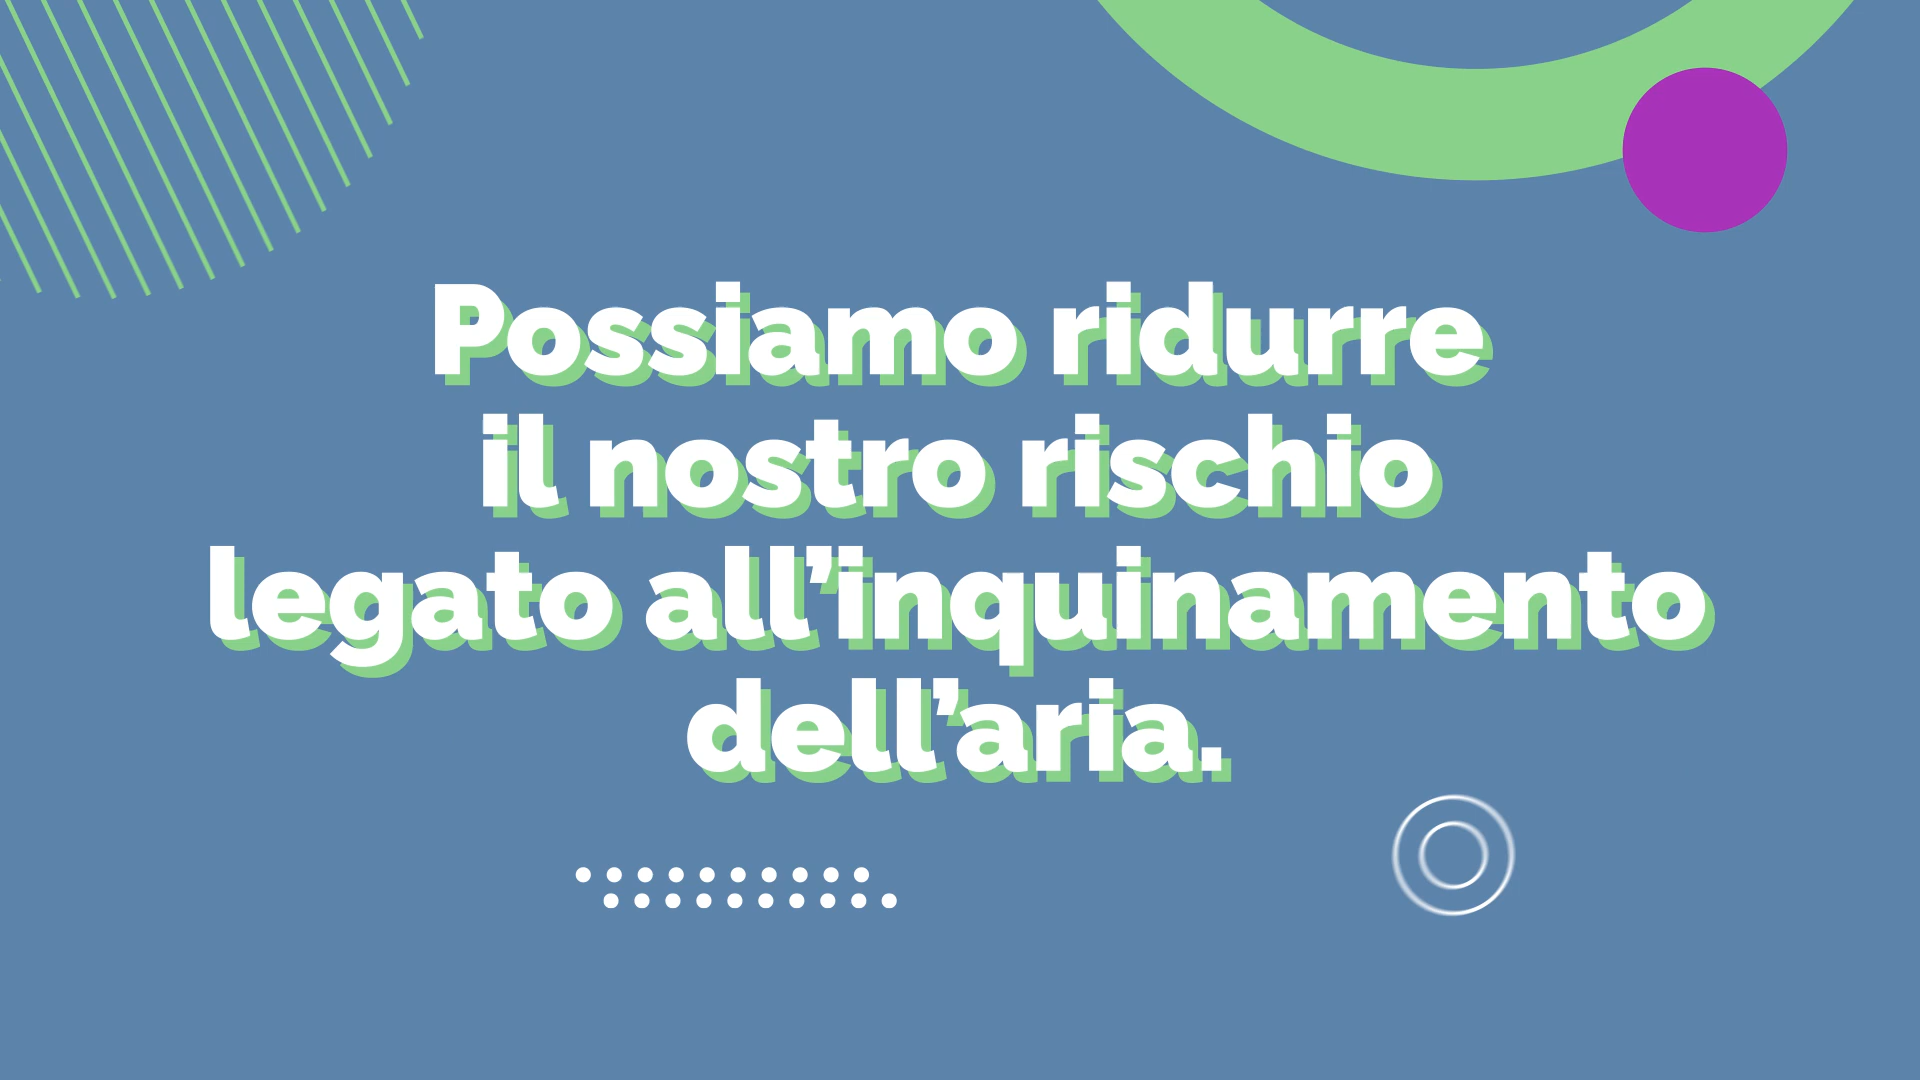 Possiamo ridurre
il nostro rischio
legato all’inquinamento
dell’aria.